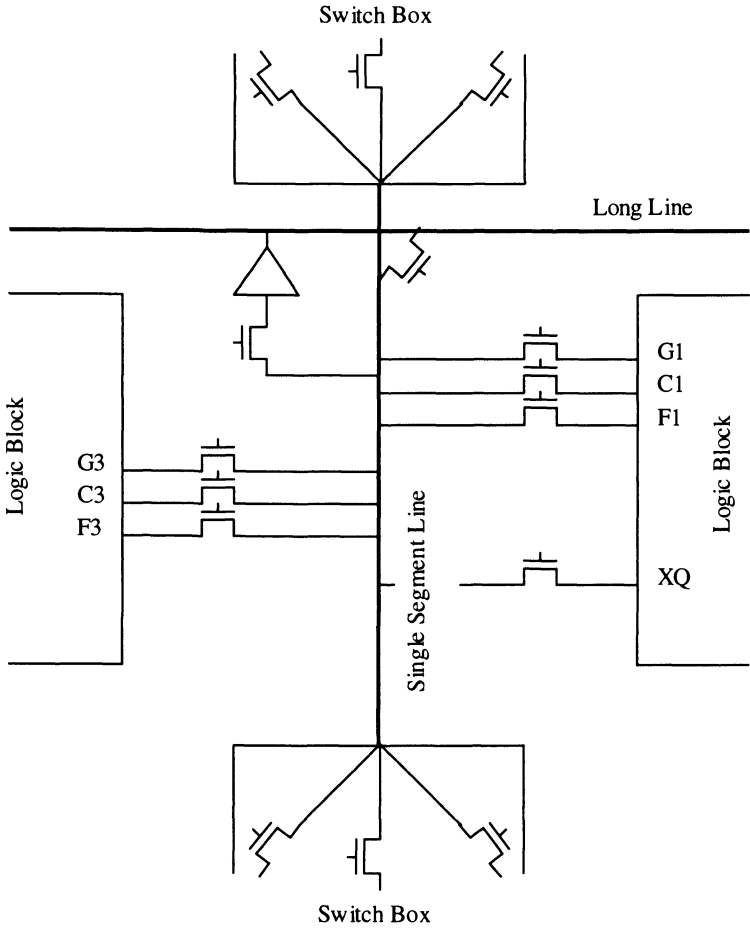 Switch Box
Long Line
G1
C1
F1
Logic Block
G3
C3
F3
Logic Block
Single Segment Line
XQ
Switch Box